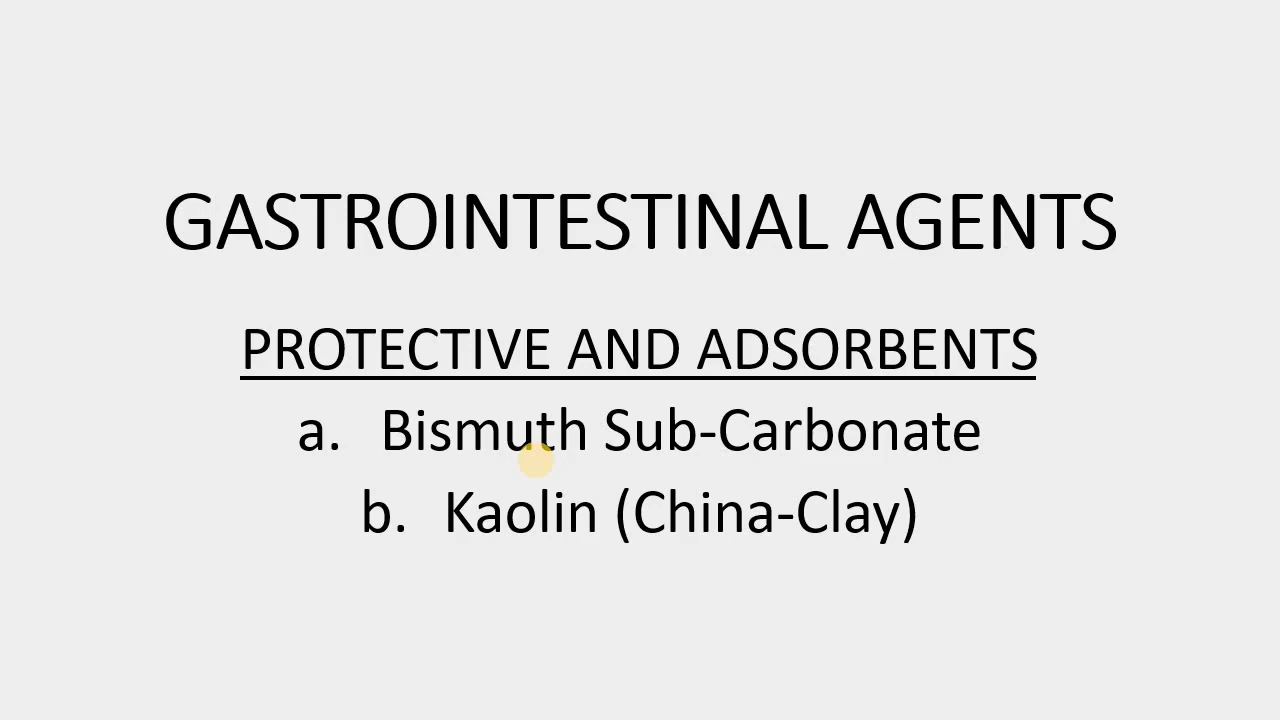 GASTROINTESTINAL AGENTS
PROTECTIVE AND ADSORBENTS
a. Bismuth Sub-Carbonate
b. Kaolin (China-Clay)